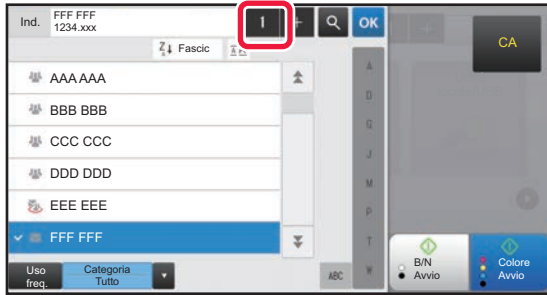 Ind.
FFF FFF
1234.xxx
1
+
OK
CA
Z Fascic
AAA AAA
BBB BBB
CCC CCC
DDD DDD
EEE EEE
FFF FFF
A
D
G
J
M
P
T
W
Uso
freq.
Categoria
Tutto
ABC
B/N
Avvio
Colore
Avvio